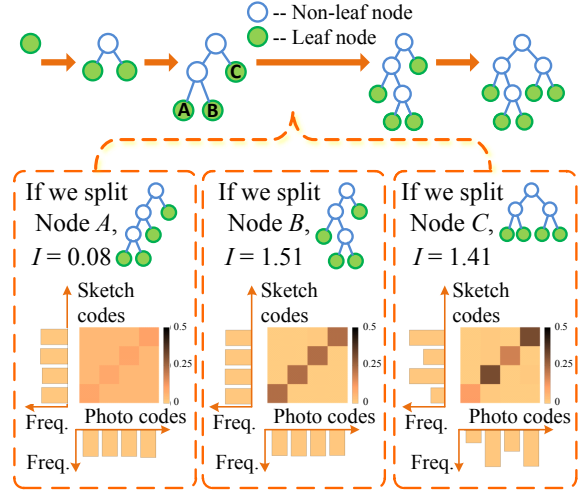 -- Non-leaf node
-- Leaf node
C
A B
If we split
Node A,
I = 0.08
Sketch
codes
0.5
0.25
0
Freq.
Photo codes
Freq.
If we split
Node B,
I = 1.51
Sketch
codes
0.5
0.25
0
Freq.
Photo codes
Freq.
If we split
Node C,
I = 1.41
Sketch
codes
0.5
0.25
0
Freq.
Photo codes
Freq.